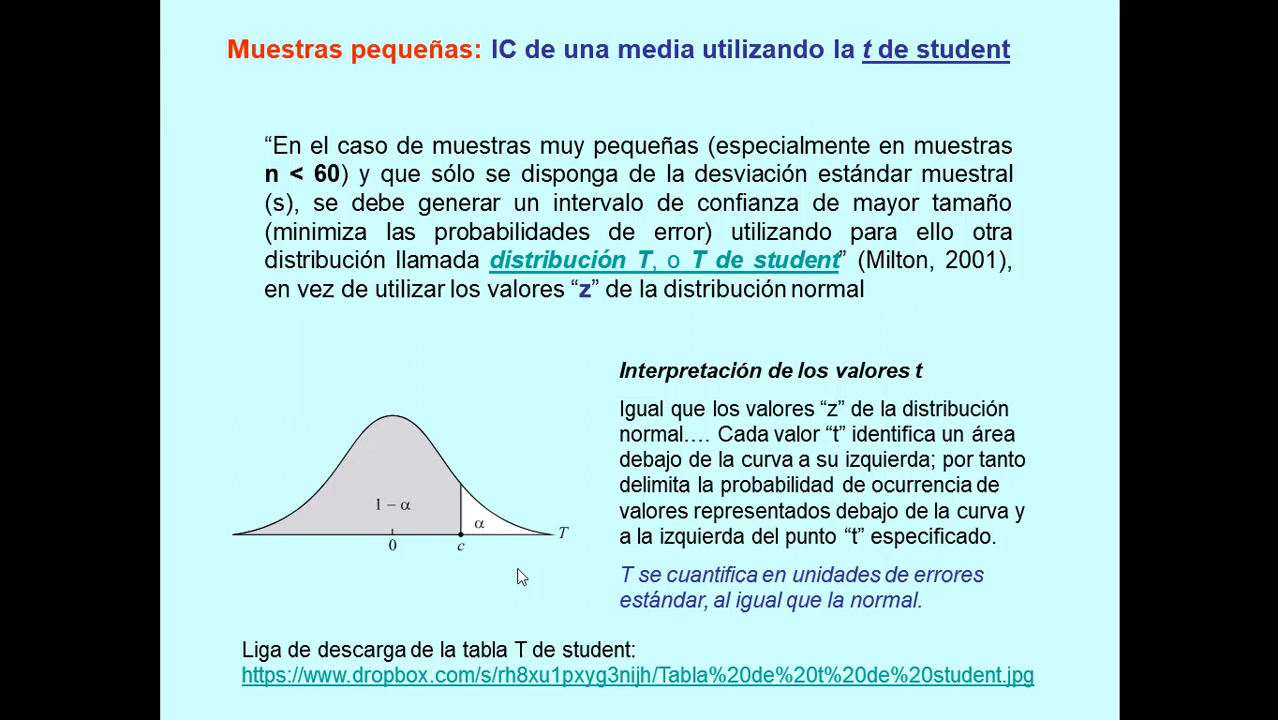 Muestras pequeñas: IC de una media utilizando la t de student
“En el caso de muestras muy pequeñas (especialmente en muestras
n < 60) y que sólo se disponga de la desviación estándar muestral
(s), se debe generar un intervalo de confianza de mayor tamaño
(minimiza las probabilidades de error) utilizando para ello otra
distribución llamada distribución T, o T de student” (Milton, 2001),
en vez de utilizar los valores “z” de la distribución normal
Interpretación de los valores t
Igual que los valores “z” de la distribución
normal…. Cada valor “t” identifica un área
debajo de la curva a su izquierda; por tanto
delimita la probabilidad de ocurrencia de
valores representados debajo de la curva y
a la izquierda del punto “t” especificado.
T se cuantifica en unidades de errores
estándar, al igual que la normal.
1 – α
α
T
0
c
Liga de descarga de la tabla T de student:
https://www.dropbox.com/s/rh8xu1pxyg3nijh/Tabla%20de%20t%20de%20student.jpg